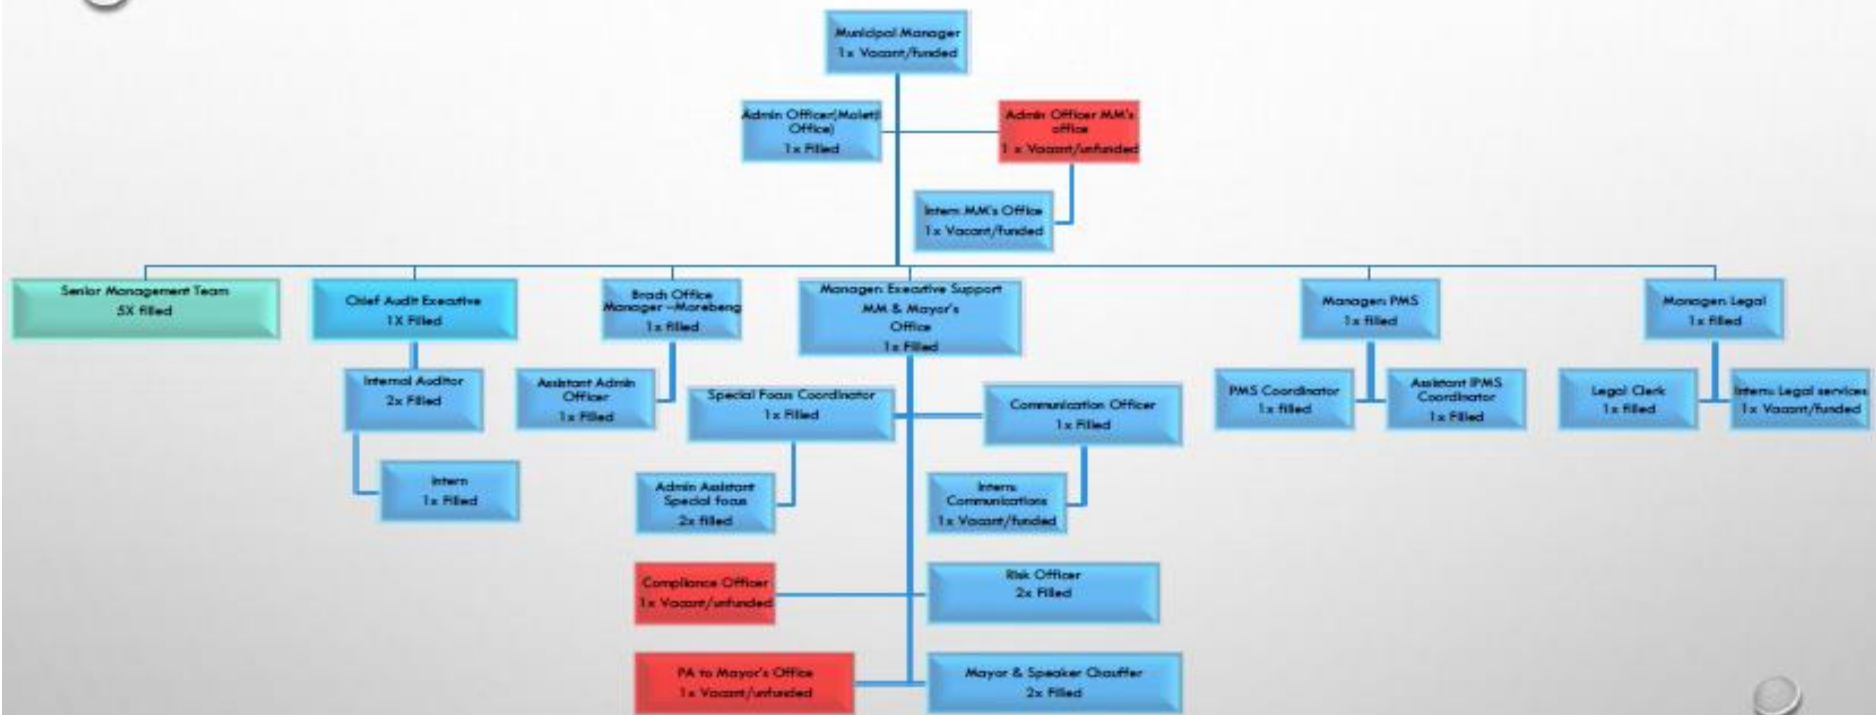 Municipal Manager
1x Vacant/funded
Admin Officer(Moletji
Office)
1x Filled
Admin Officer MM's
office
1 x Vacant/unfunded
Intern: MM's Office
1x Vacant/funded
Senior Management Team
5X filled
Chief Audit Executive
1X Filled
Brach Office
Manager –Morebeng
1x filled
Manager: Executive Support
MM & Mayor's
Office
1x Filled
Manager: PMS
1x filled
Manager: Legal
1x filled
Internal Auditor
2x Filled
Assistant Admin
Officer
1x Filled
Special Focus Coordinator
1x Filled
Communication Officer
1x Filled
PMS Coordinator
1x filled
Assistant IPMS
Coordinator
1x Filled
Legal Clerk
1x filled
Intern: Legal services
1x Vacant/funded
Intern
1x Filled
Admin Assistant
Special focus
2x filled
Intern:
Communications
1x Vacant/funded
Compliance Officer
1x Vacant/unfunded
Risk Officer
2x Filled
PA to Mayor's Office
1x Vacant/unfunded
Mayor & Speaker Chauffer
2x Filled